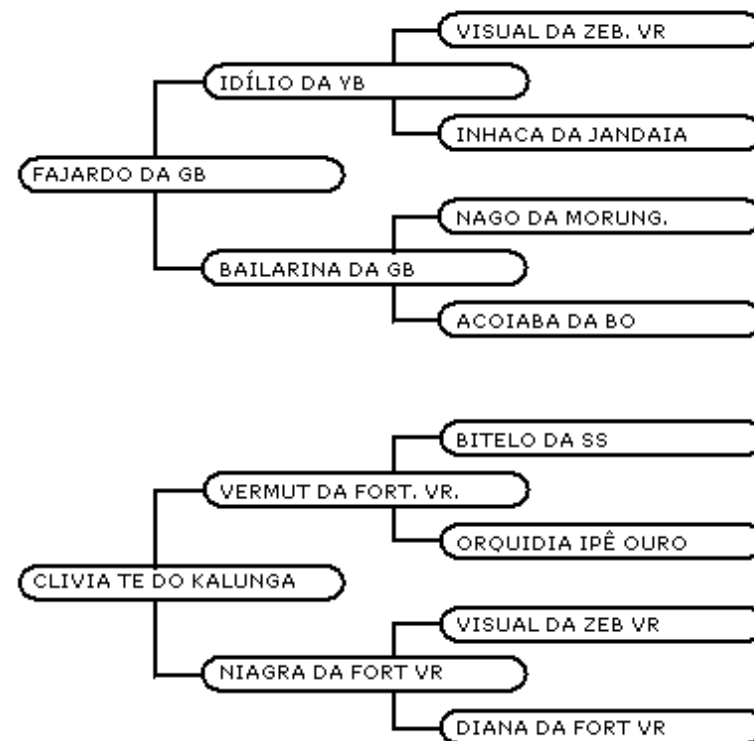 VISUAL DA ZEB. VR
IDÍLIO DA YB
INHACA DA JANDAIA
FAJARDO DA GB
NAGO DA MORUNG.
BAILARINA DA GB
ACOIABA DA BO
BITELO DA SS
VERMUT DA FORT. VR.
ORQUIDIA IPÊ OURO
CLIVIA TE DO KALUNGA
VISUAL DA ZEB VR
NIAGRA DA FORT VR
DIANA DA FORT VR